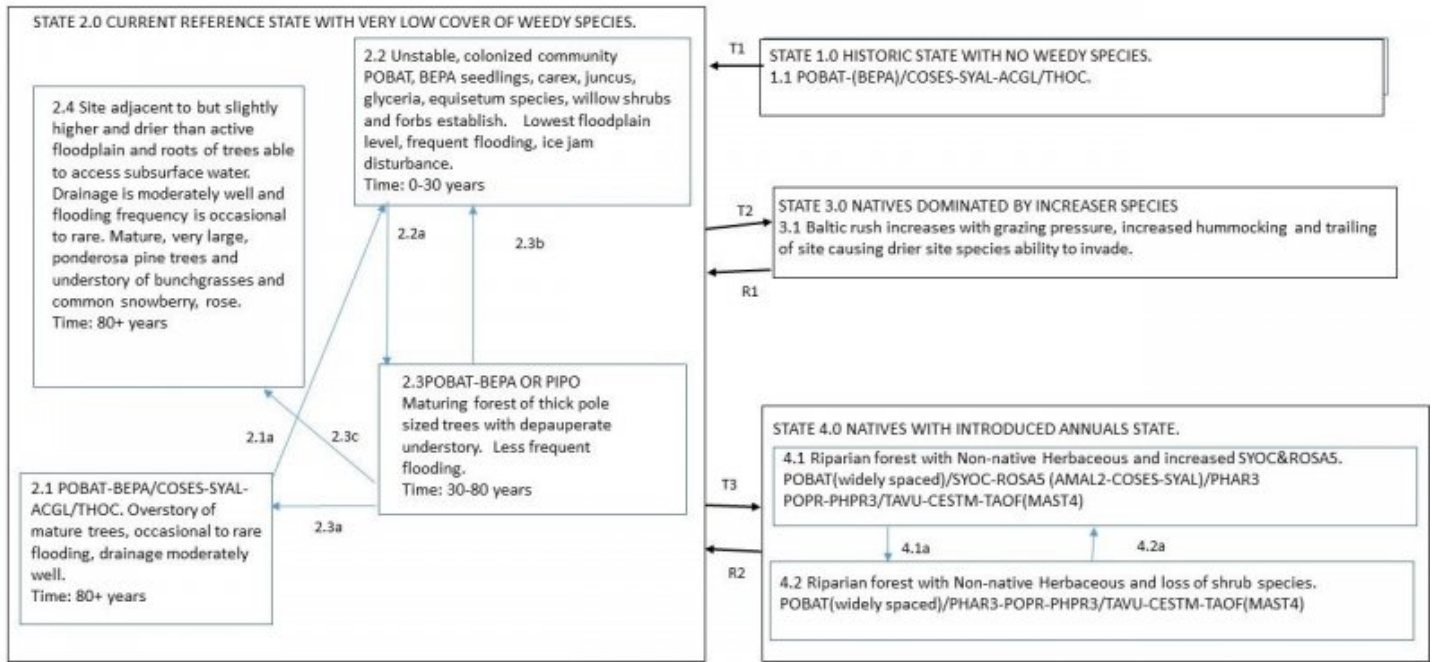 STATE 2.0 CURRENT REFERENCE STATE WITH VERY LOW COVER OF WEEDY SPECIES.
2.4 Site adjacent to but slightly
higher and drier than active
floodplain and roots of trees able
to access subsurface water.
Drainage is moderately well and
flooding frequency is occasional
to rare. Mature, very large,
ponderosa pine trees and
understory of bunchgrasses and
common snowberry, rose.
Time: 80+ years
2.2 Unstable, colonized community
POBAT, BEPA seedlings, carex, juncus,
glyceria, equisetum species, willow shrubs
and forbs establish. Lowest floodplain
level, frequent flooding, ice jam
disturbance.
Time: 0-30 years
2.2a
2.3b
2.1a
2.3c
2.3POBAT-BEPA OR PIPO
Maturing forest of thick pole
sized trees with depauperate
understory. Less frequent
flooding.
Time: 30-80 years
2.3a
2.1 POBAT-BEPA/COSES-SYAL-
ACGL/THOC. Overstory of
mature trees, occasional to rare
flooding, drainage moderately
well.
Time: 80+ years
T1
STATE 1.0 HISTORIC STATE WITH NO WEEDY SPECIES.
1.1 POBAT-(BEPA)/COSES-SYAL-ACGL/THOC.
T2
R1
STATE 3.0 NATIVES DOMINATED BY INCREASER SPECIES
3.1 Baltic rush increases with grazing pressure, increased hummocking and trailing
of site causing drier site species ability to invade.
T3
R2
STATE 4.0 NATIVES WITH INTRODUCED ANNUALS STATE.
4.1 Riparian forest with Non-native Herbaceous and increased SYOC&ROSA5.
POBAT(widely spaced)/SYOC-ROSA5 (AMAL2-COSES-SYAL)/PHAR3
POPR-PHPR3/TAVU-CESTM-TAOF(MAST4)
4.1a
4.2a
4.2 Riparian forest with Non-native Herbaceous and loss of shrub species.
POBAT(widely spaced)/PHAR3-POPR-PHPR3/TAVU-CESTM-TAOF(MAST4)